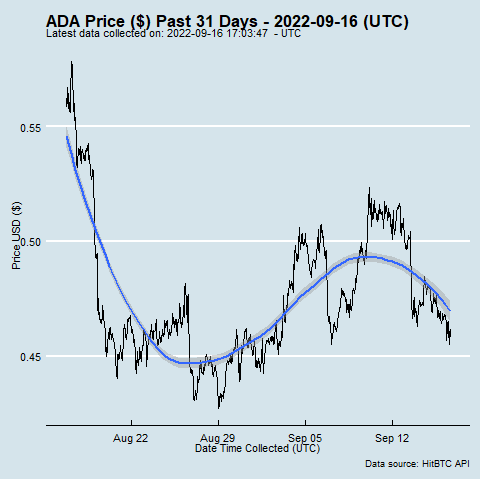 ADA Price ($) Past 31 Days - 2022-09-16 (UTC)
Latest data collected on: 2022-09-16 17:03:47  - UTC
0.55
0.50
0.45
Price USD ($)
Aug 22 Aug 29 Sep 05 Sep 12
Date Time Collected (UTC)
Data source: HitBTC API